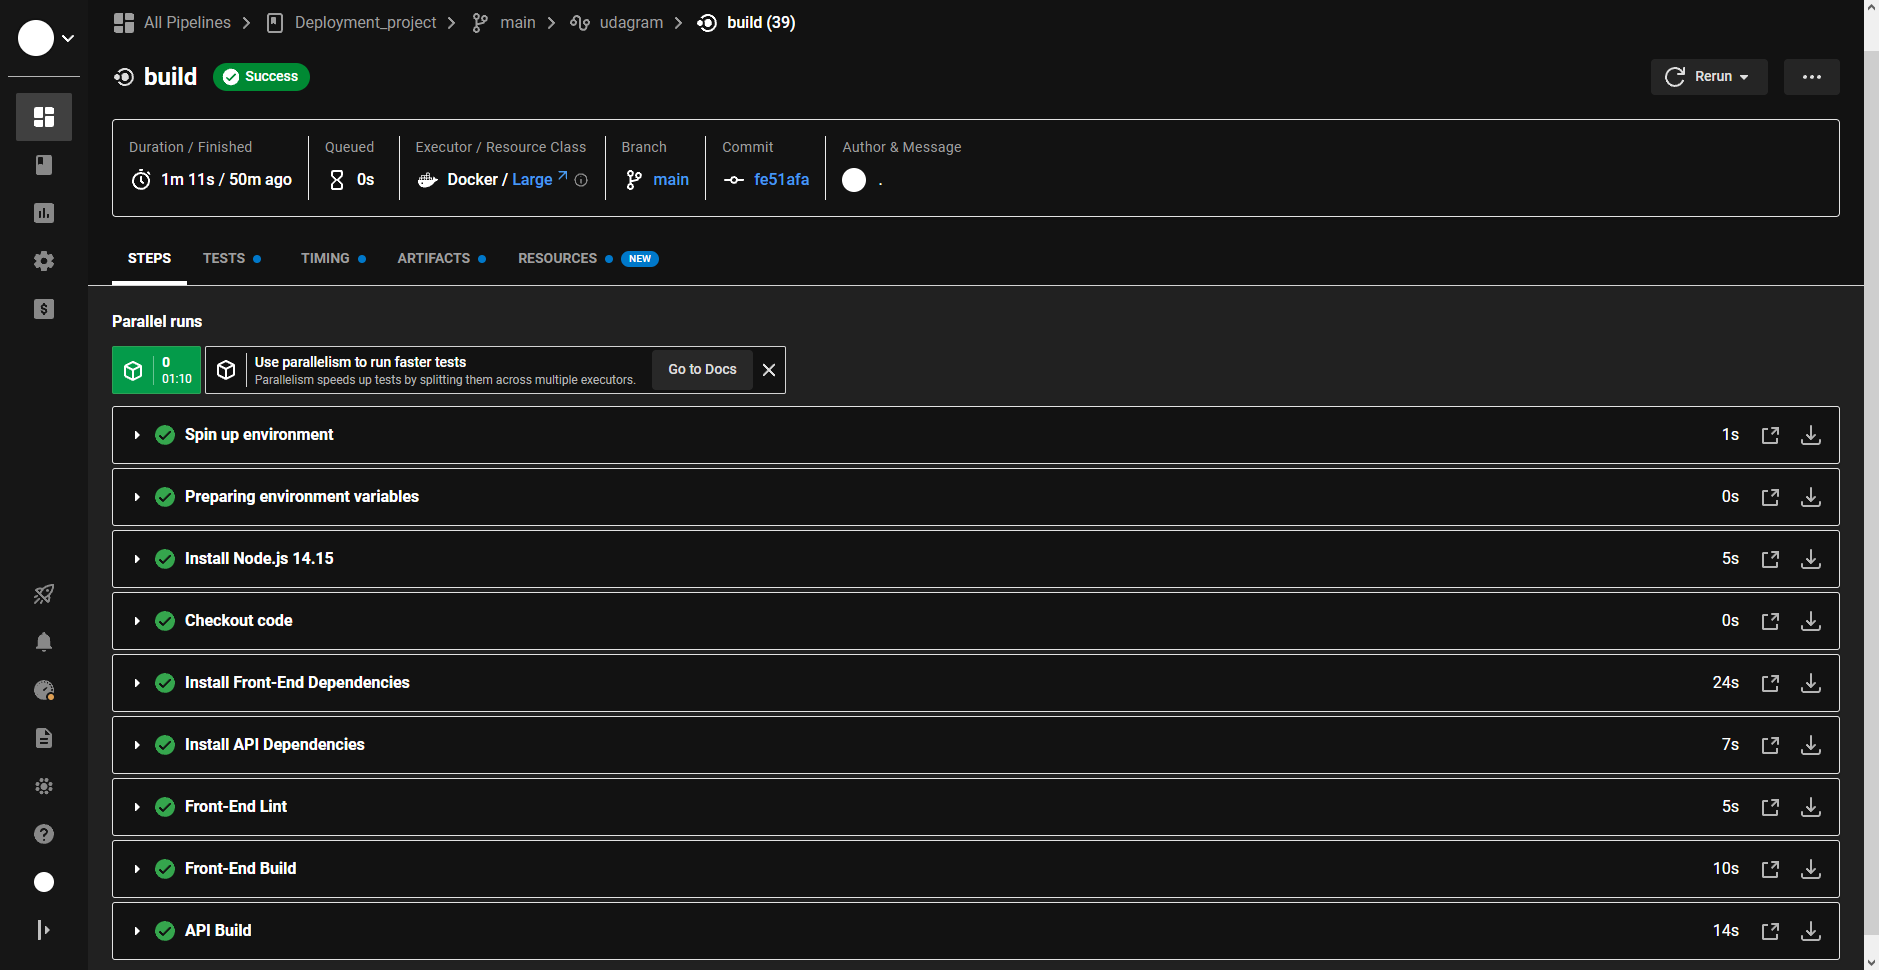 All Pipelines Deployment_project main udagram build (39)
build Success
Rerun
Duration / Finished Queued Executor / Resource Class Branch Commit Author & Message
1m 11s / 50m ago 0s Docker / Large main fe51afa .
STEPS TESTS TIMING ARTIFACTS RESOURCES NEW
Parallel runs
0
01:10
Use parallelism to run faster tests
Parallelism speeds up tests by splitting them across multiple executors.
Go to Docs
Spin up environment 1s
Preparing environment variables 0s
Install Node.js 14.15 5s
Checkout code 0s
Install Front-End Dependencies 24s
Install API Dependencies 7s
Front-End Lint 5s
Front-End Build 10s
API Build 14s